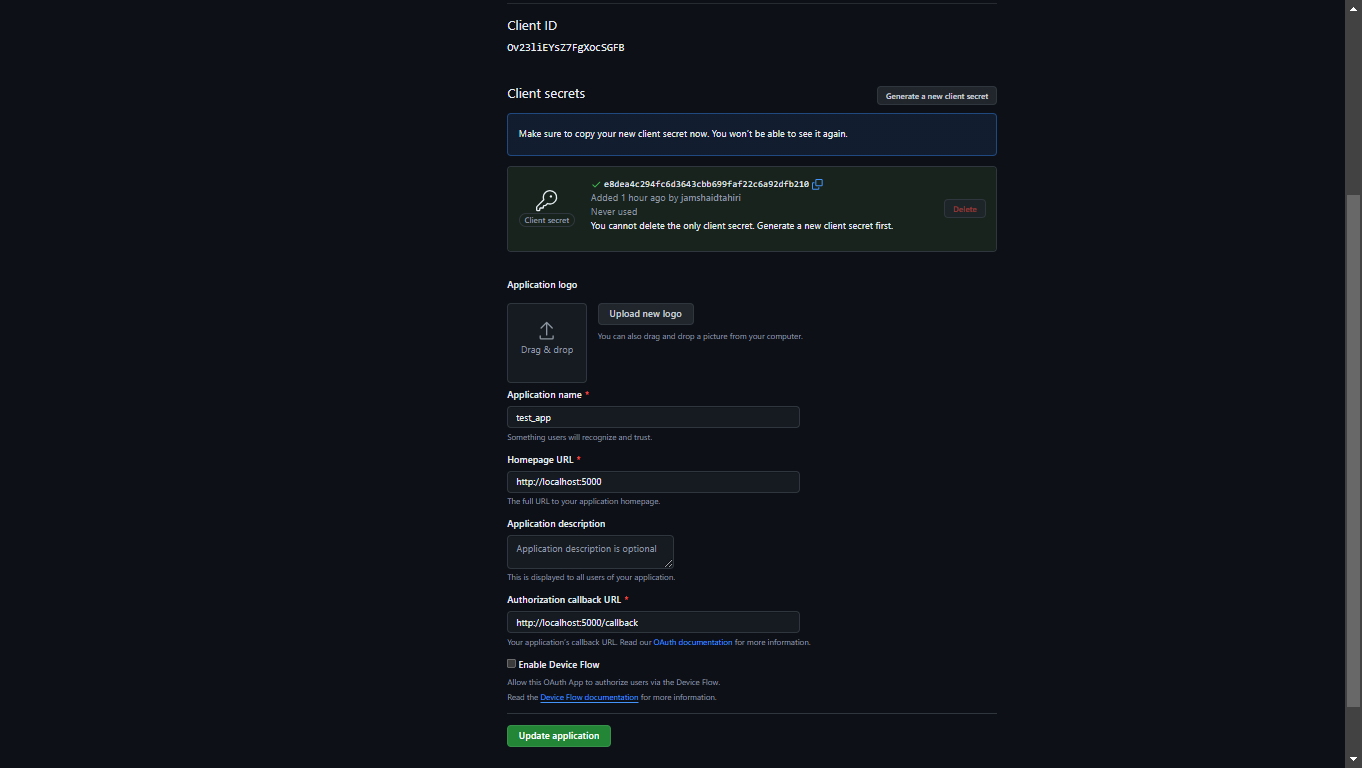 Client ID
Ov23liEYsZ7FgXocSGFB
Client secrets
Generate a new client secret
Make sure to copy your new client secret now. You won't be able to see it again.
e8dea4c294fc6d3643cbb699faf22c6a92dfb210
Added 1 hour ago by jamshaidtahiri
Never used
Client secret
You cannot delete the only client secret. Generate a new client secret first.
Delete
Application logo
Drag & drop
Upload new logo
You can also drag and drop a picture from your computer.
Application name *
test_app
Something users will recognize and trust.
Homepage URL *
http://localhost:5000
The full URL to your application homepage.
Application description
Application description is optional
This is displayed to all users of your application.
Authorization callback URL *
http://localhost:5000/callback
Your application's callback URL. Read our OAuth documentation for more information.
Enable Device Flow
Allow this OAuth App to authorize users via the Device Flow.
Read the Device Flow documentation for more information.
Update application